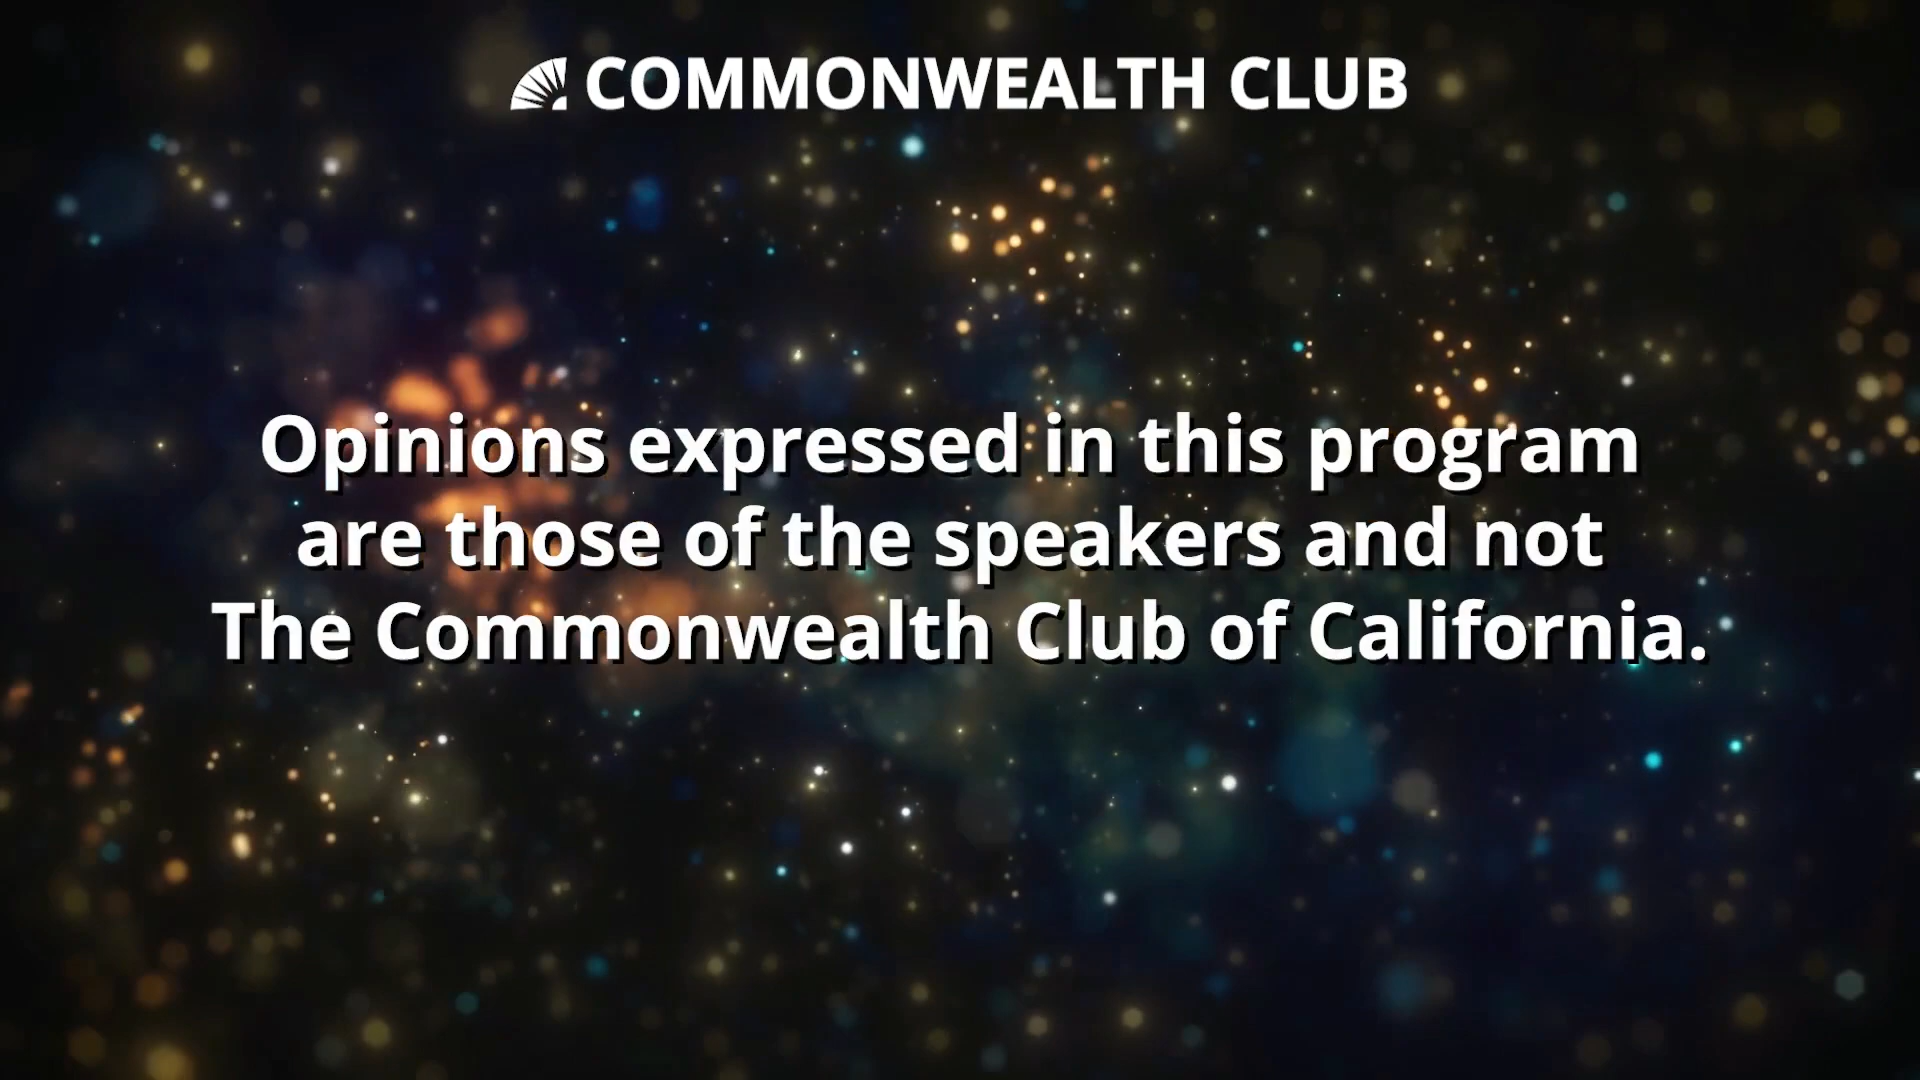 COMMONWEALTH CLUB
Opinions expressed in this program
are those of the speakers and not
The Commonwealth Club of California.